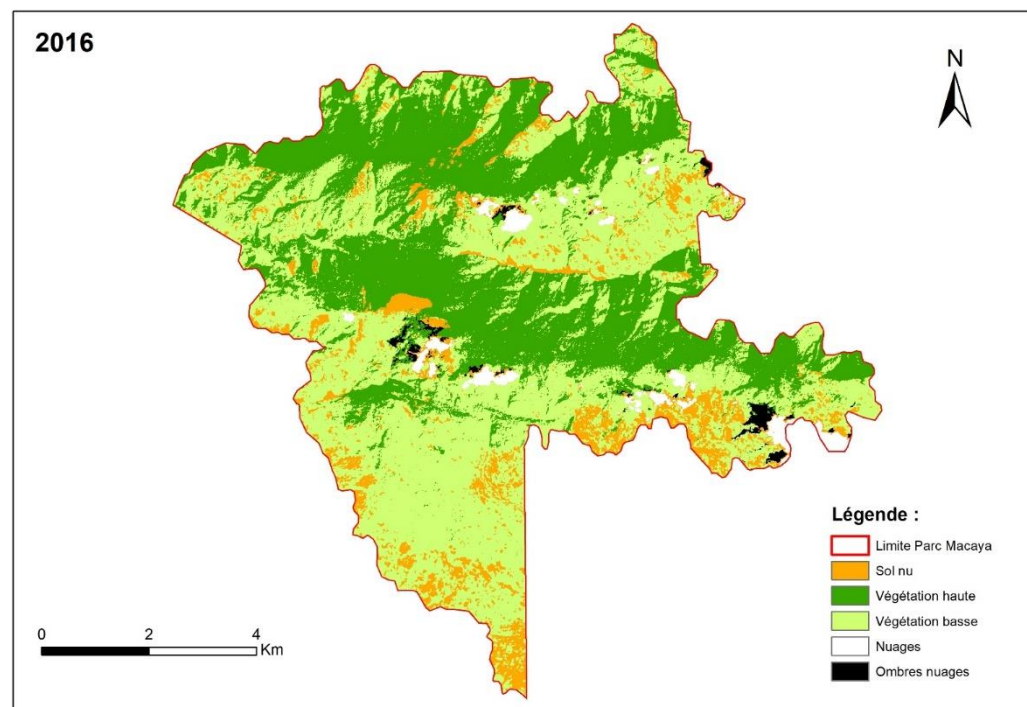 2016
N
Légende :
Limite Parc Macaya
Sol nu
Végétation haute
Végétation basse
Nuages
Ombres nuages
0 2 4
Km